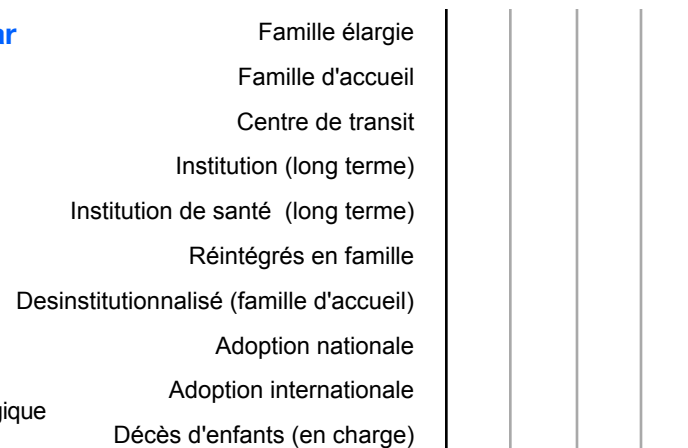 Famille élargie
Famille d'accueil
Centre de transit
Institution (long terme)
Institution de santé (long terme)
Réintégrés en famille
Desinstitutionnalisé (famille d'accueil)
Adoption nationale
Adoption internationale
Décès d'enfants (en charge)